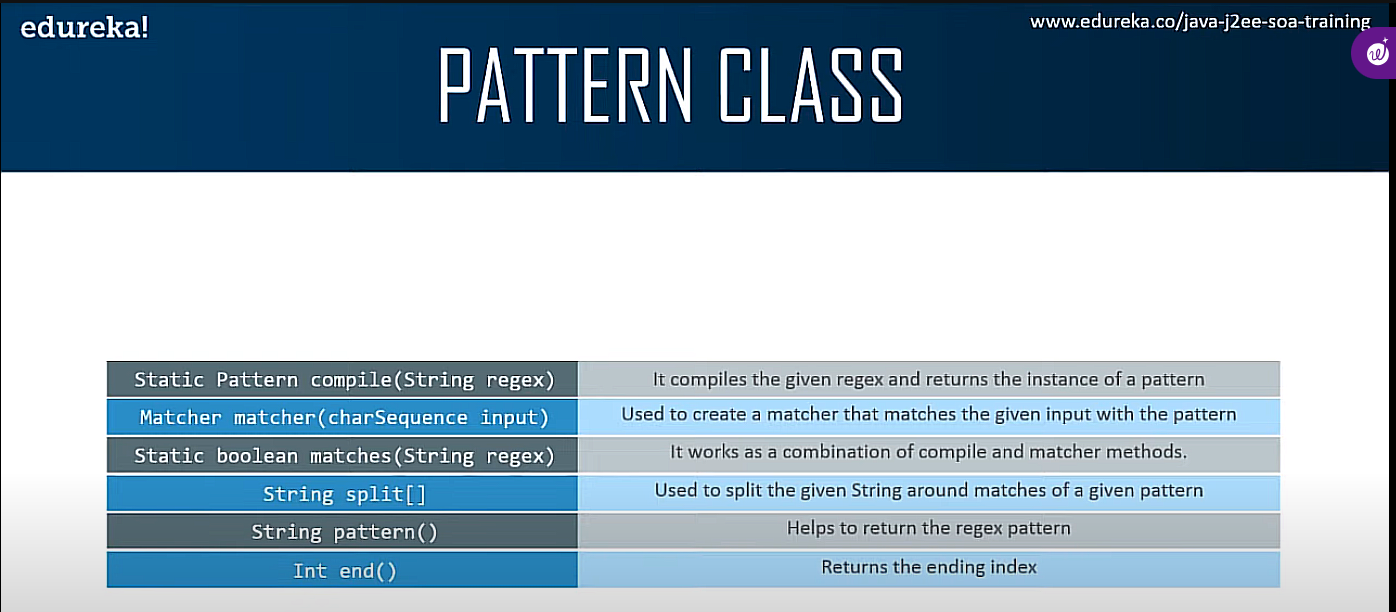 edureka!
www.edureka.co/java-j2ee-soa-training
PATTERN CLASS
Static Pattern compile(String regex) It compiles the given regex and returns the instance of a pattern
Matcher matcher(charSequence input) Used to create a matcher that matches the given input with the pattern
Static boolean matches(String regex) It works as a combination of compile and matcher methods.
String split[] Used to split the given String around matches of a given pattern
String pattern() Helps to return the regex pattern
Int end() Returns the ending index